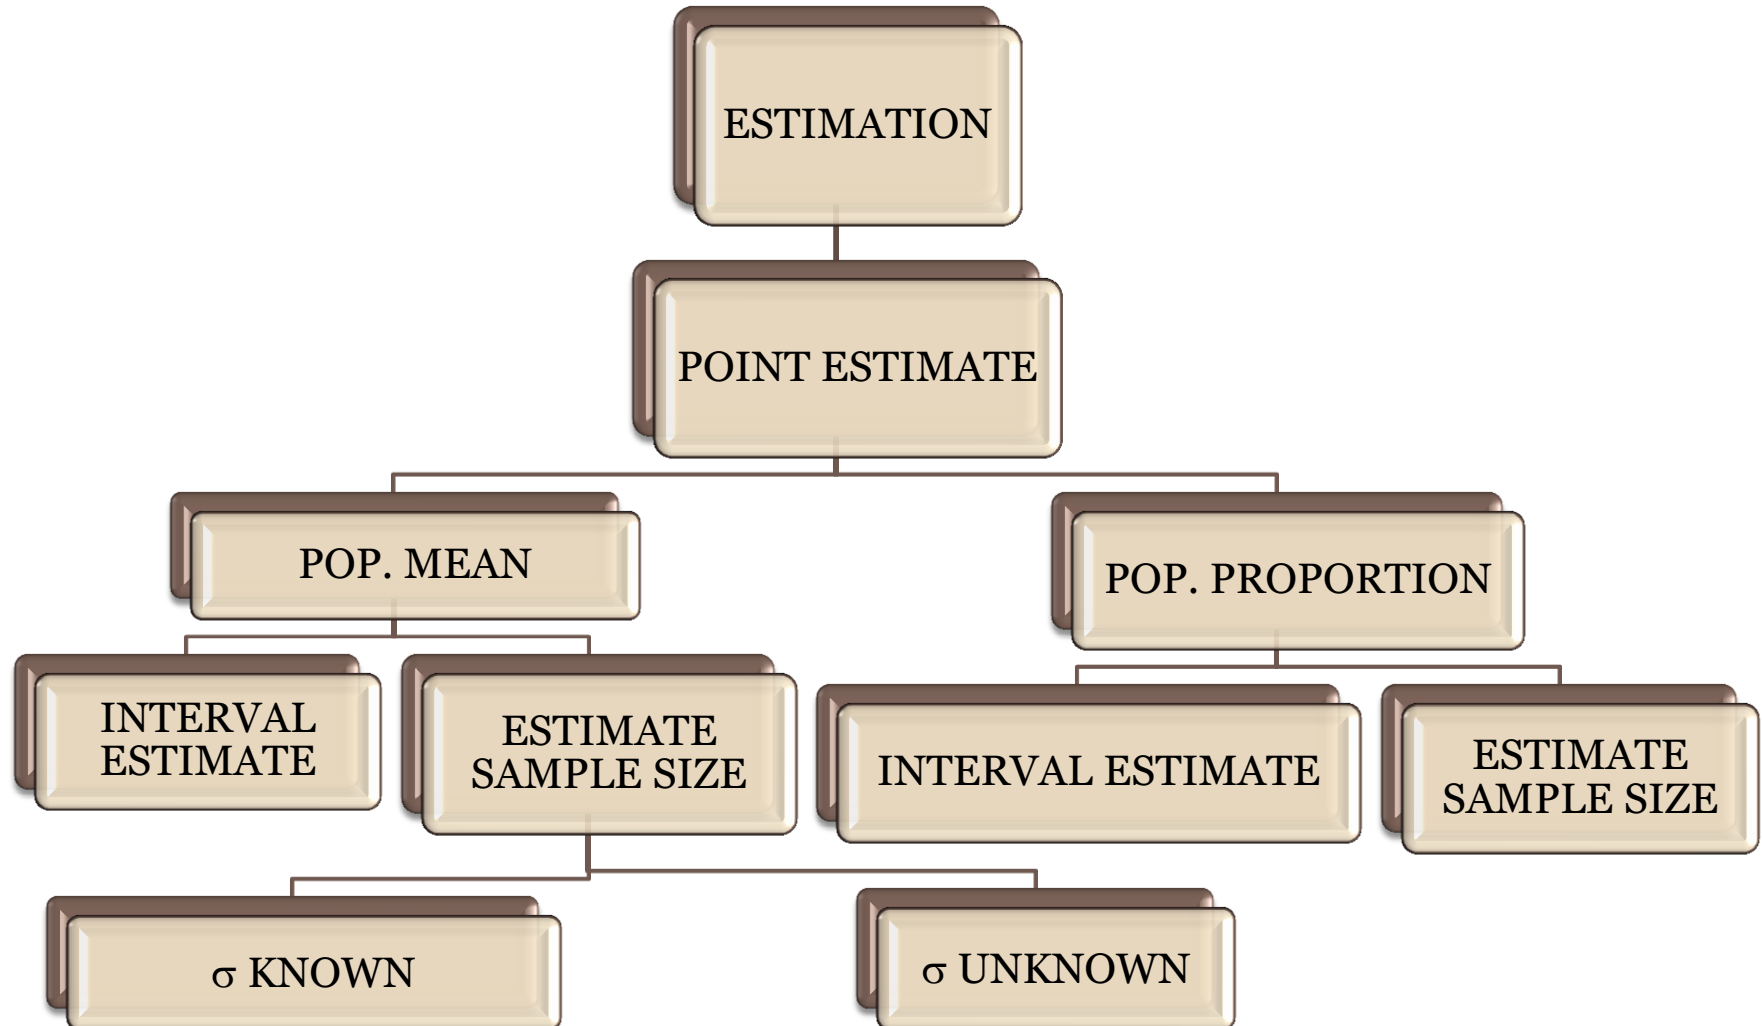 ESTIMATION
POINT ESTIMATE
POP. MEAN
POP. PROPORTION
INTERVAL
ESTIMATE
ESTIMATE
SAMPLE SIZE
INTERVAL ESTIMATE
ESTIMATE
SAMPLE SIZE
σ KNOWN
σ UNKNOWN